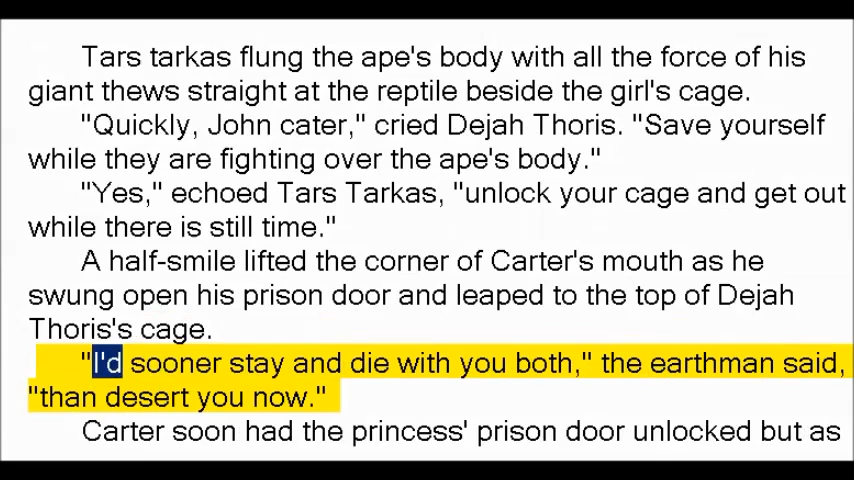 Tars tarkas flung the ape's body with all the force of his
giant thews straight at the reptile beside the girl's cage.
"Quickly, John cater," cried Dejah Thoris. "Save yourself
while they are fighting over the ape's body."
"Yes," echoed Tars Tarkas, "unlock your cage and get out
while there is still time."
A half-smile lifted the corner of Carter's mouth as he
swung open his prison door and leaped to the top of Dejah
Thoris's cage.
"I'd sooner stay and die with you both," the earthman said,
"than desert you now."
Carter soon had the princess' prison door unlocked but as